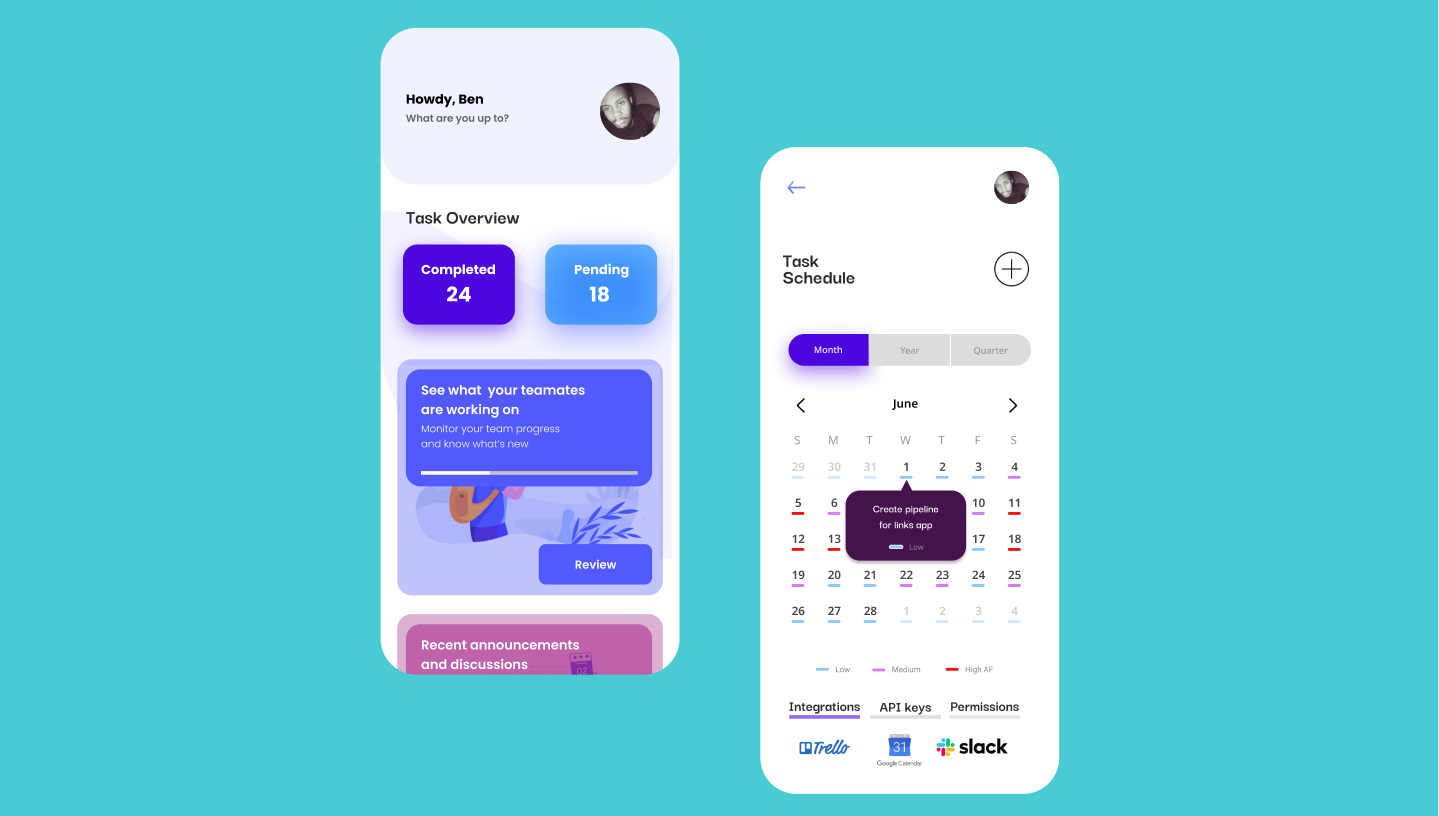 Howdy, Ben
What are you up to?
Task Overview
Completed
24
Pending
18
See what  your teamates
are working on
Monitor your team progress
and know what's new
Review
Recent announcements
and discussions
02
Task
Schedule
Month Year Quarter
June
S M T W T F S
29 30 31 1 2 3 4
5 6 10 11
12 13 17 18
Create pipeline
for links app
Low
19 20 21 22 23 24 25
26 27 28 1 2 3 4
Low Medium High AF
Integrations API keys Permissions
Trello
31
Google Calendar
slack